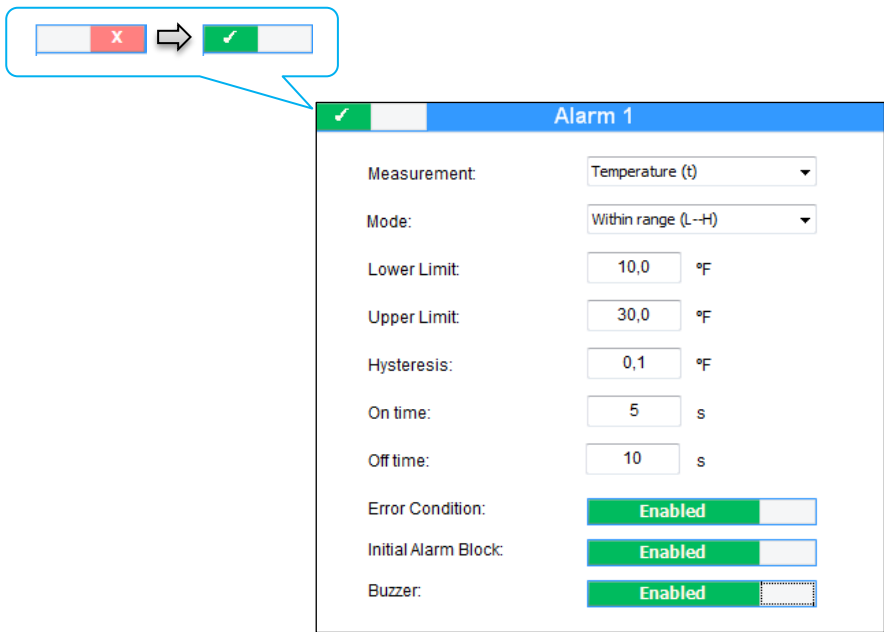 X ✓
✓ Alarm 1
Measurement: Temperature (t)
Mode: Within range (L--H)
Lower Limit: 10,0 ºF
Upper Limit: 30,0 ºF
Hysteresis: 0,1 ºF
On time: 5 s
Off time: 10 s
Error Condition: Enabled
Initial Alarm Block: Enabled
Buzzer: Enabled